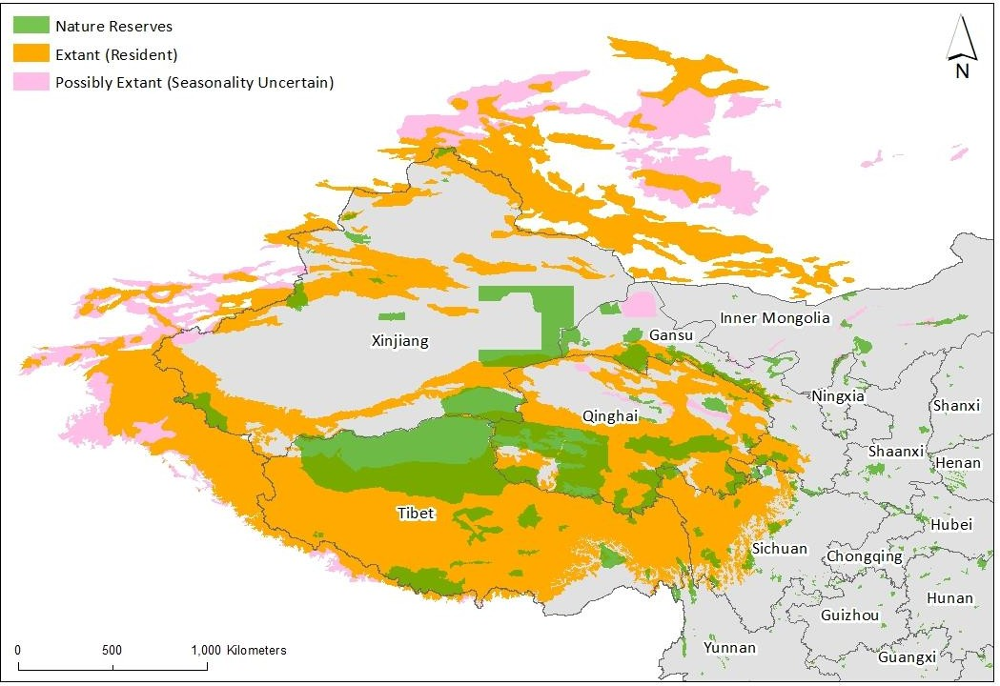 Nature Reserves
Extant (Resident)
Possibly Extant (Seasonality Uncertain)
N
Inner Mongolia
Xinjiang
Gansu
Ningxia
Shanxi
Qinghai
Shaanxi
Henan
Tibet
Hubei
Sichuan
Chongqing
Hunan
Guizhou
Yunnan
Guangxi
0 500 1,000 Kilometers